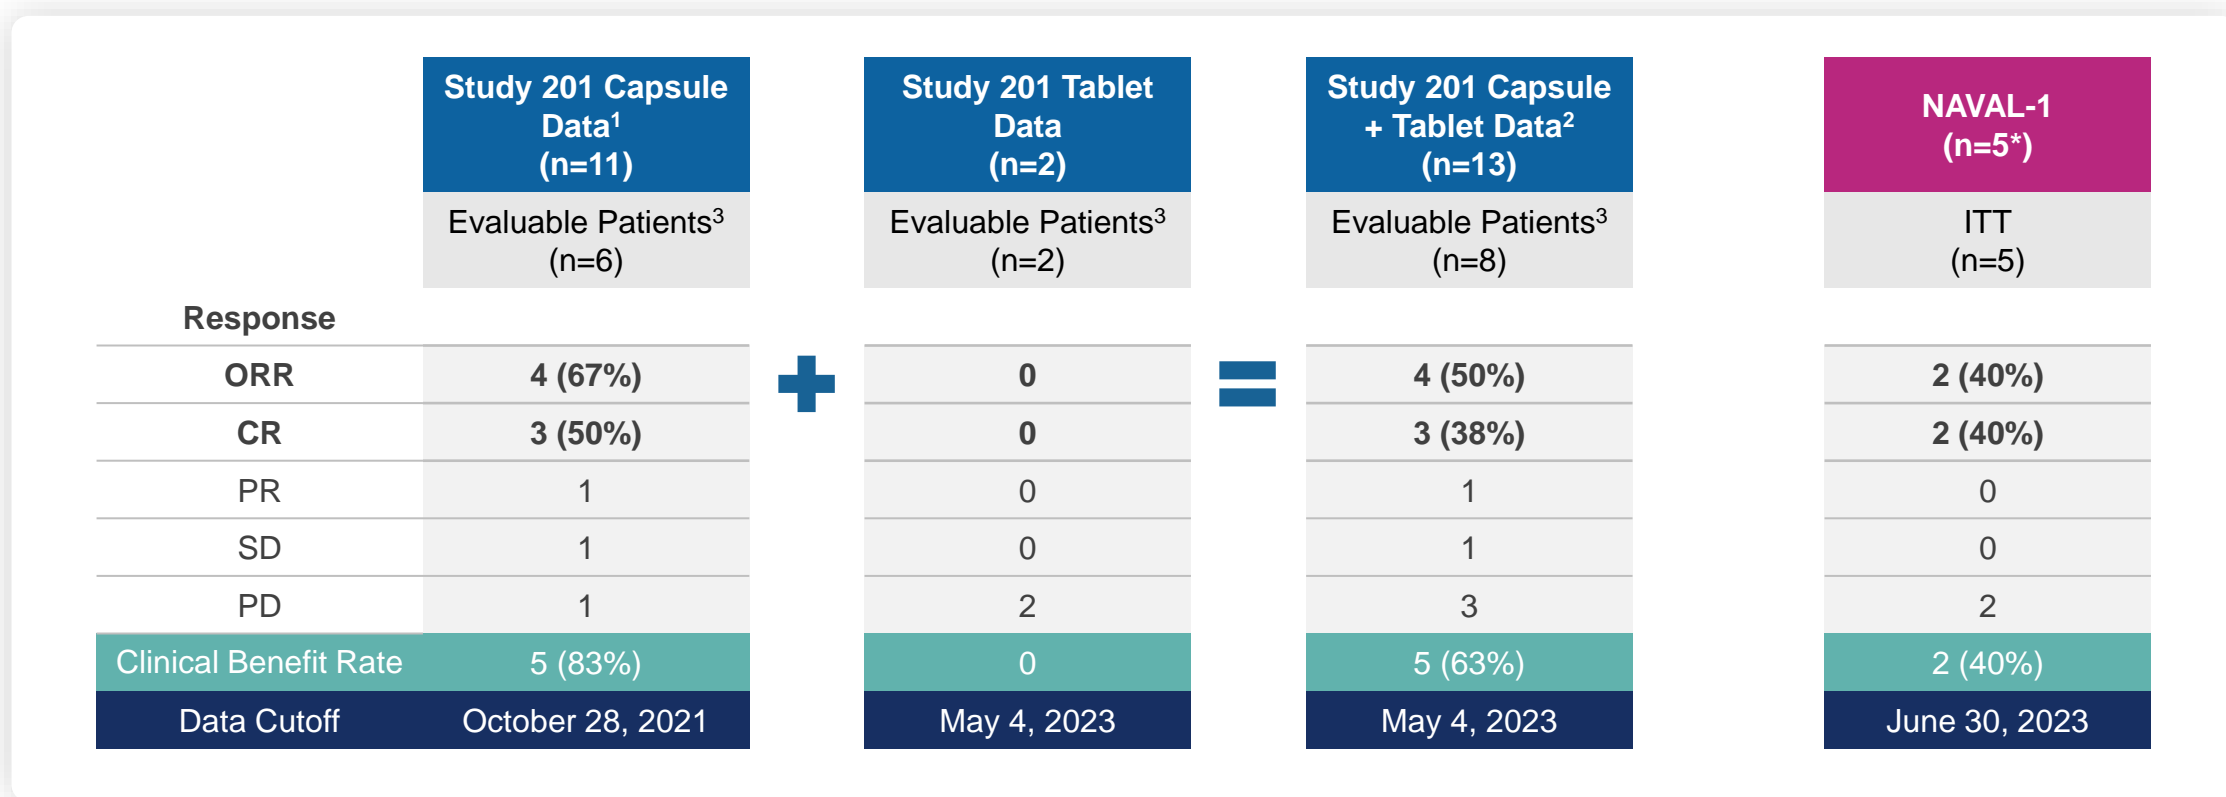 Study 201 Capsule
Data1
(n=11)
Study 201 Tablet
Data
(n=2)
Study 201 Capsule
+ Tablet Data2
(n=13)
NAVAL-1
(n=5*)
Evaluable Patients3
(n=6)
Evaluable Patients3
(n=2)
Evaluable Patients3
(n=8)
ITT
(n=5)
Response
ORR 4 (67%) 0 4 (50%) 2 (40%)
CR 3 (50%) 0 3 (38%) 2 (40%)
PR 1 0 1 0
SD 1 0 1 0
PD 1 2 3 2
Clinical Benefit Rate 5 (83%) 0 5 (63%) 2 (40%)
Data Cutoff October 28, 2021 May 4, 2023 May 4, 2023 June 30, 2023